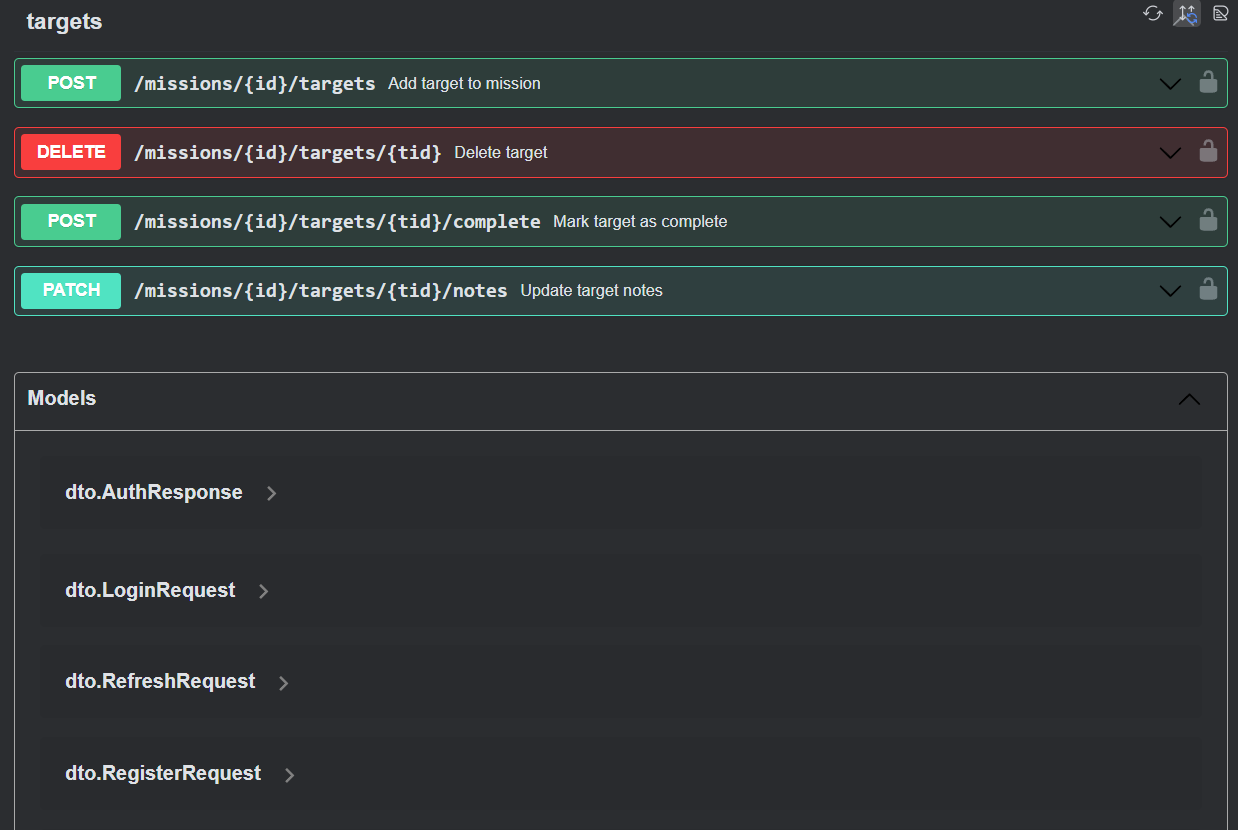 targets
POST /missions/{id}/targets Add target to mission
DELETE /missions/{id}/targets/{tid} Delete target
POST /missions/{id}/targets/{tid}/complete Mark target as complete
PATCH /missions/{id}/targets/{tid}/notes Update target notes
Models
dto.AuthResponse
dto.LoginRequest
dto.RefreshRequest
dto.RegisterRequest